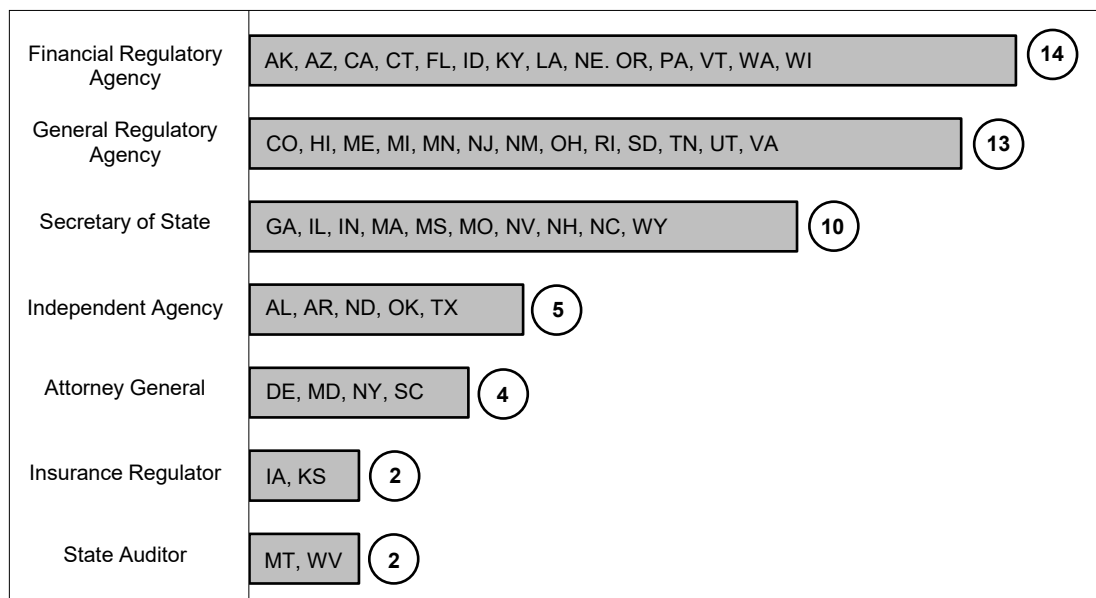 Financial Regulatory
Agency
AK, AZ, CA, CT, FL, ID, KY, LA, NE. OR, PA, VT, WA, WI
14
General Regulatory
Agency
CO, HI, ME, MI, MN, NJ, NM, OH, RI, SD, TN, UT, VA
13
Secretary of State
GA, IL, IN, MA, MS, MO, NV, NH, NC, WY
10
Independent Agency
AL, AR, ND, OK, TX
5
Attorney General
DE, MD, NY, SC
4
Insurance Regulator
IA, KS
2
State Auditor
MT, WV
2